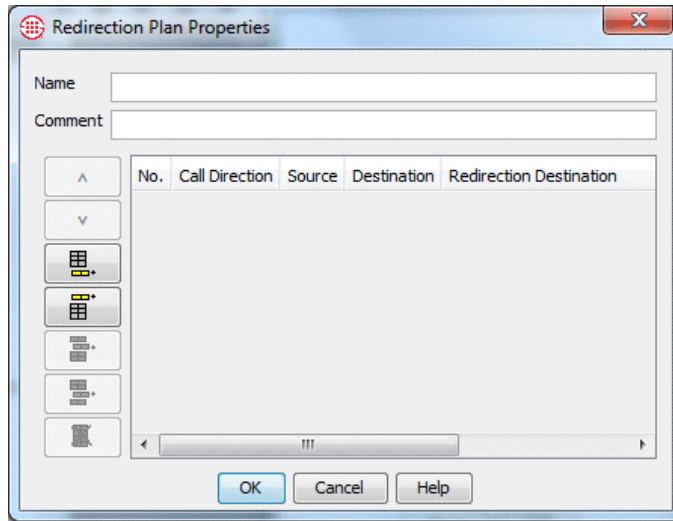 Redirection Plan Properties
Name
Comment
No. Call Direction Source Destination Redirection Destination
OK Cancel Help